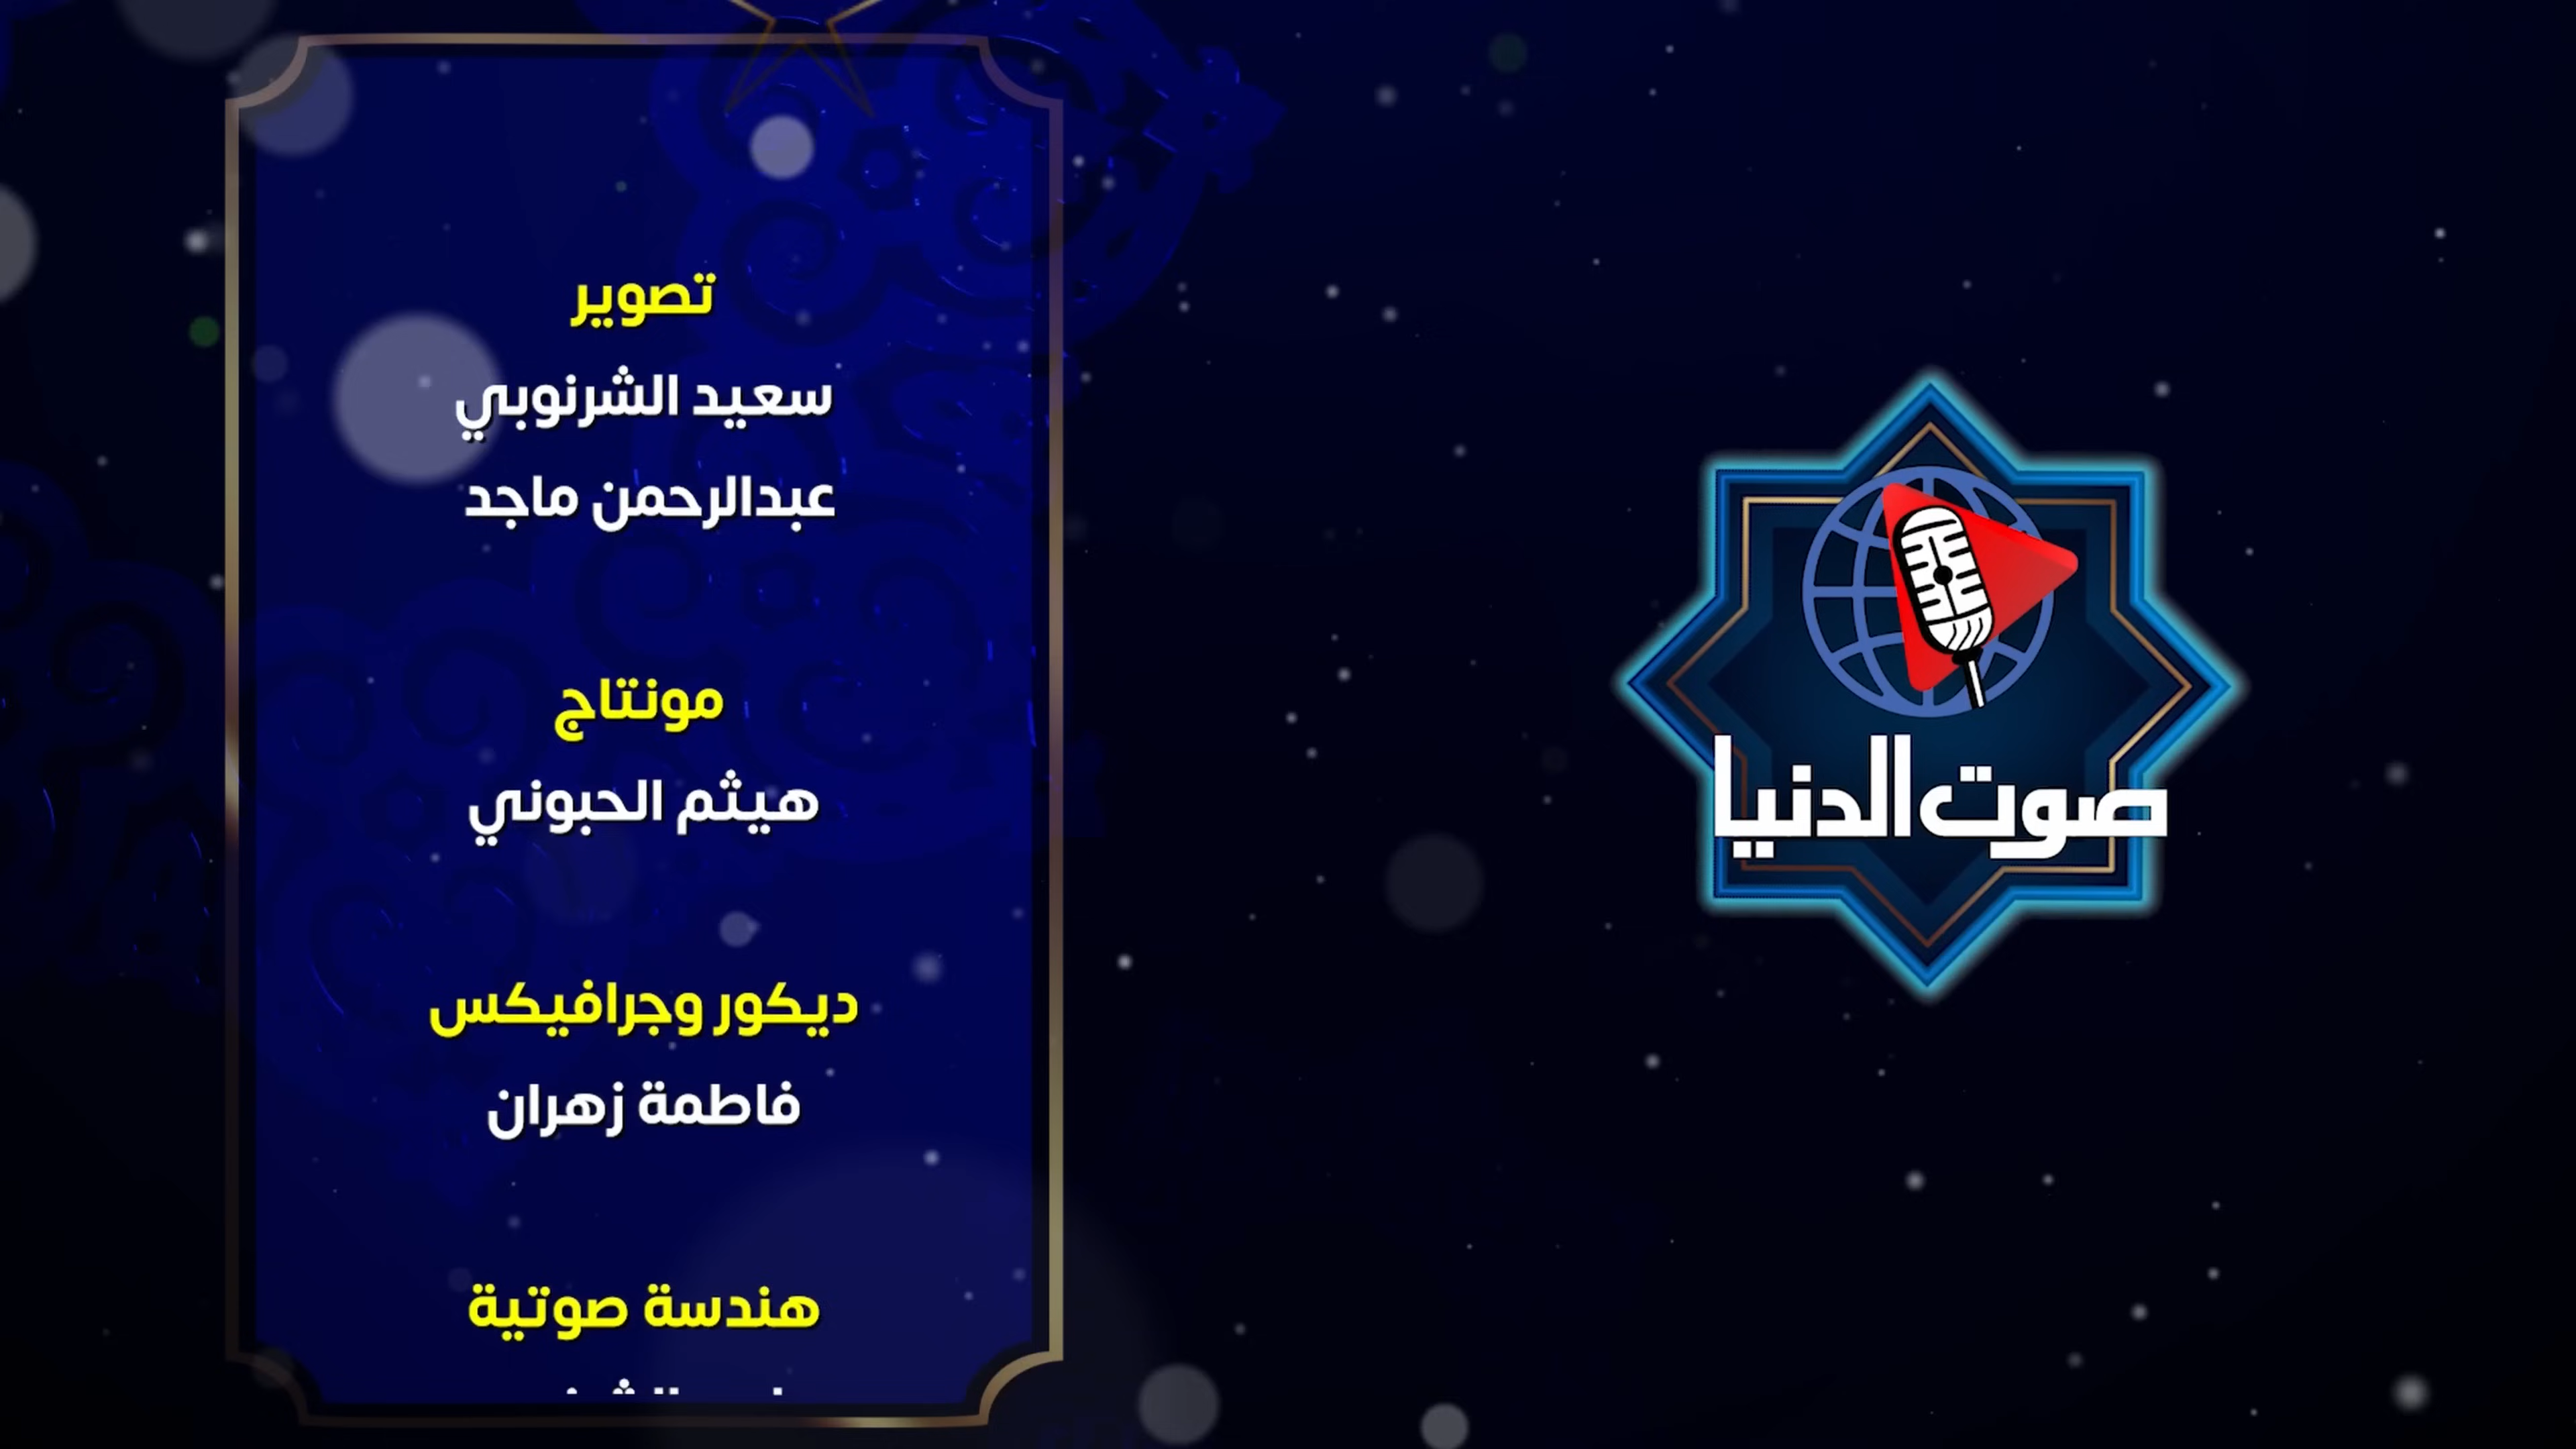 تصوير
سعيد الشرنوبي
عبدالرحمن ماجد
مونتاج
هيثم الحبوني
ديكور وجرافيكس
فاطمة زهران
هندسة صوتية
صوت الدنيا